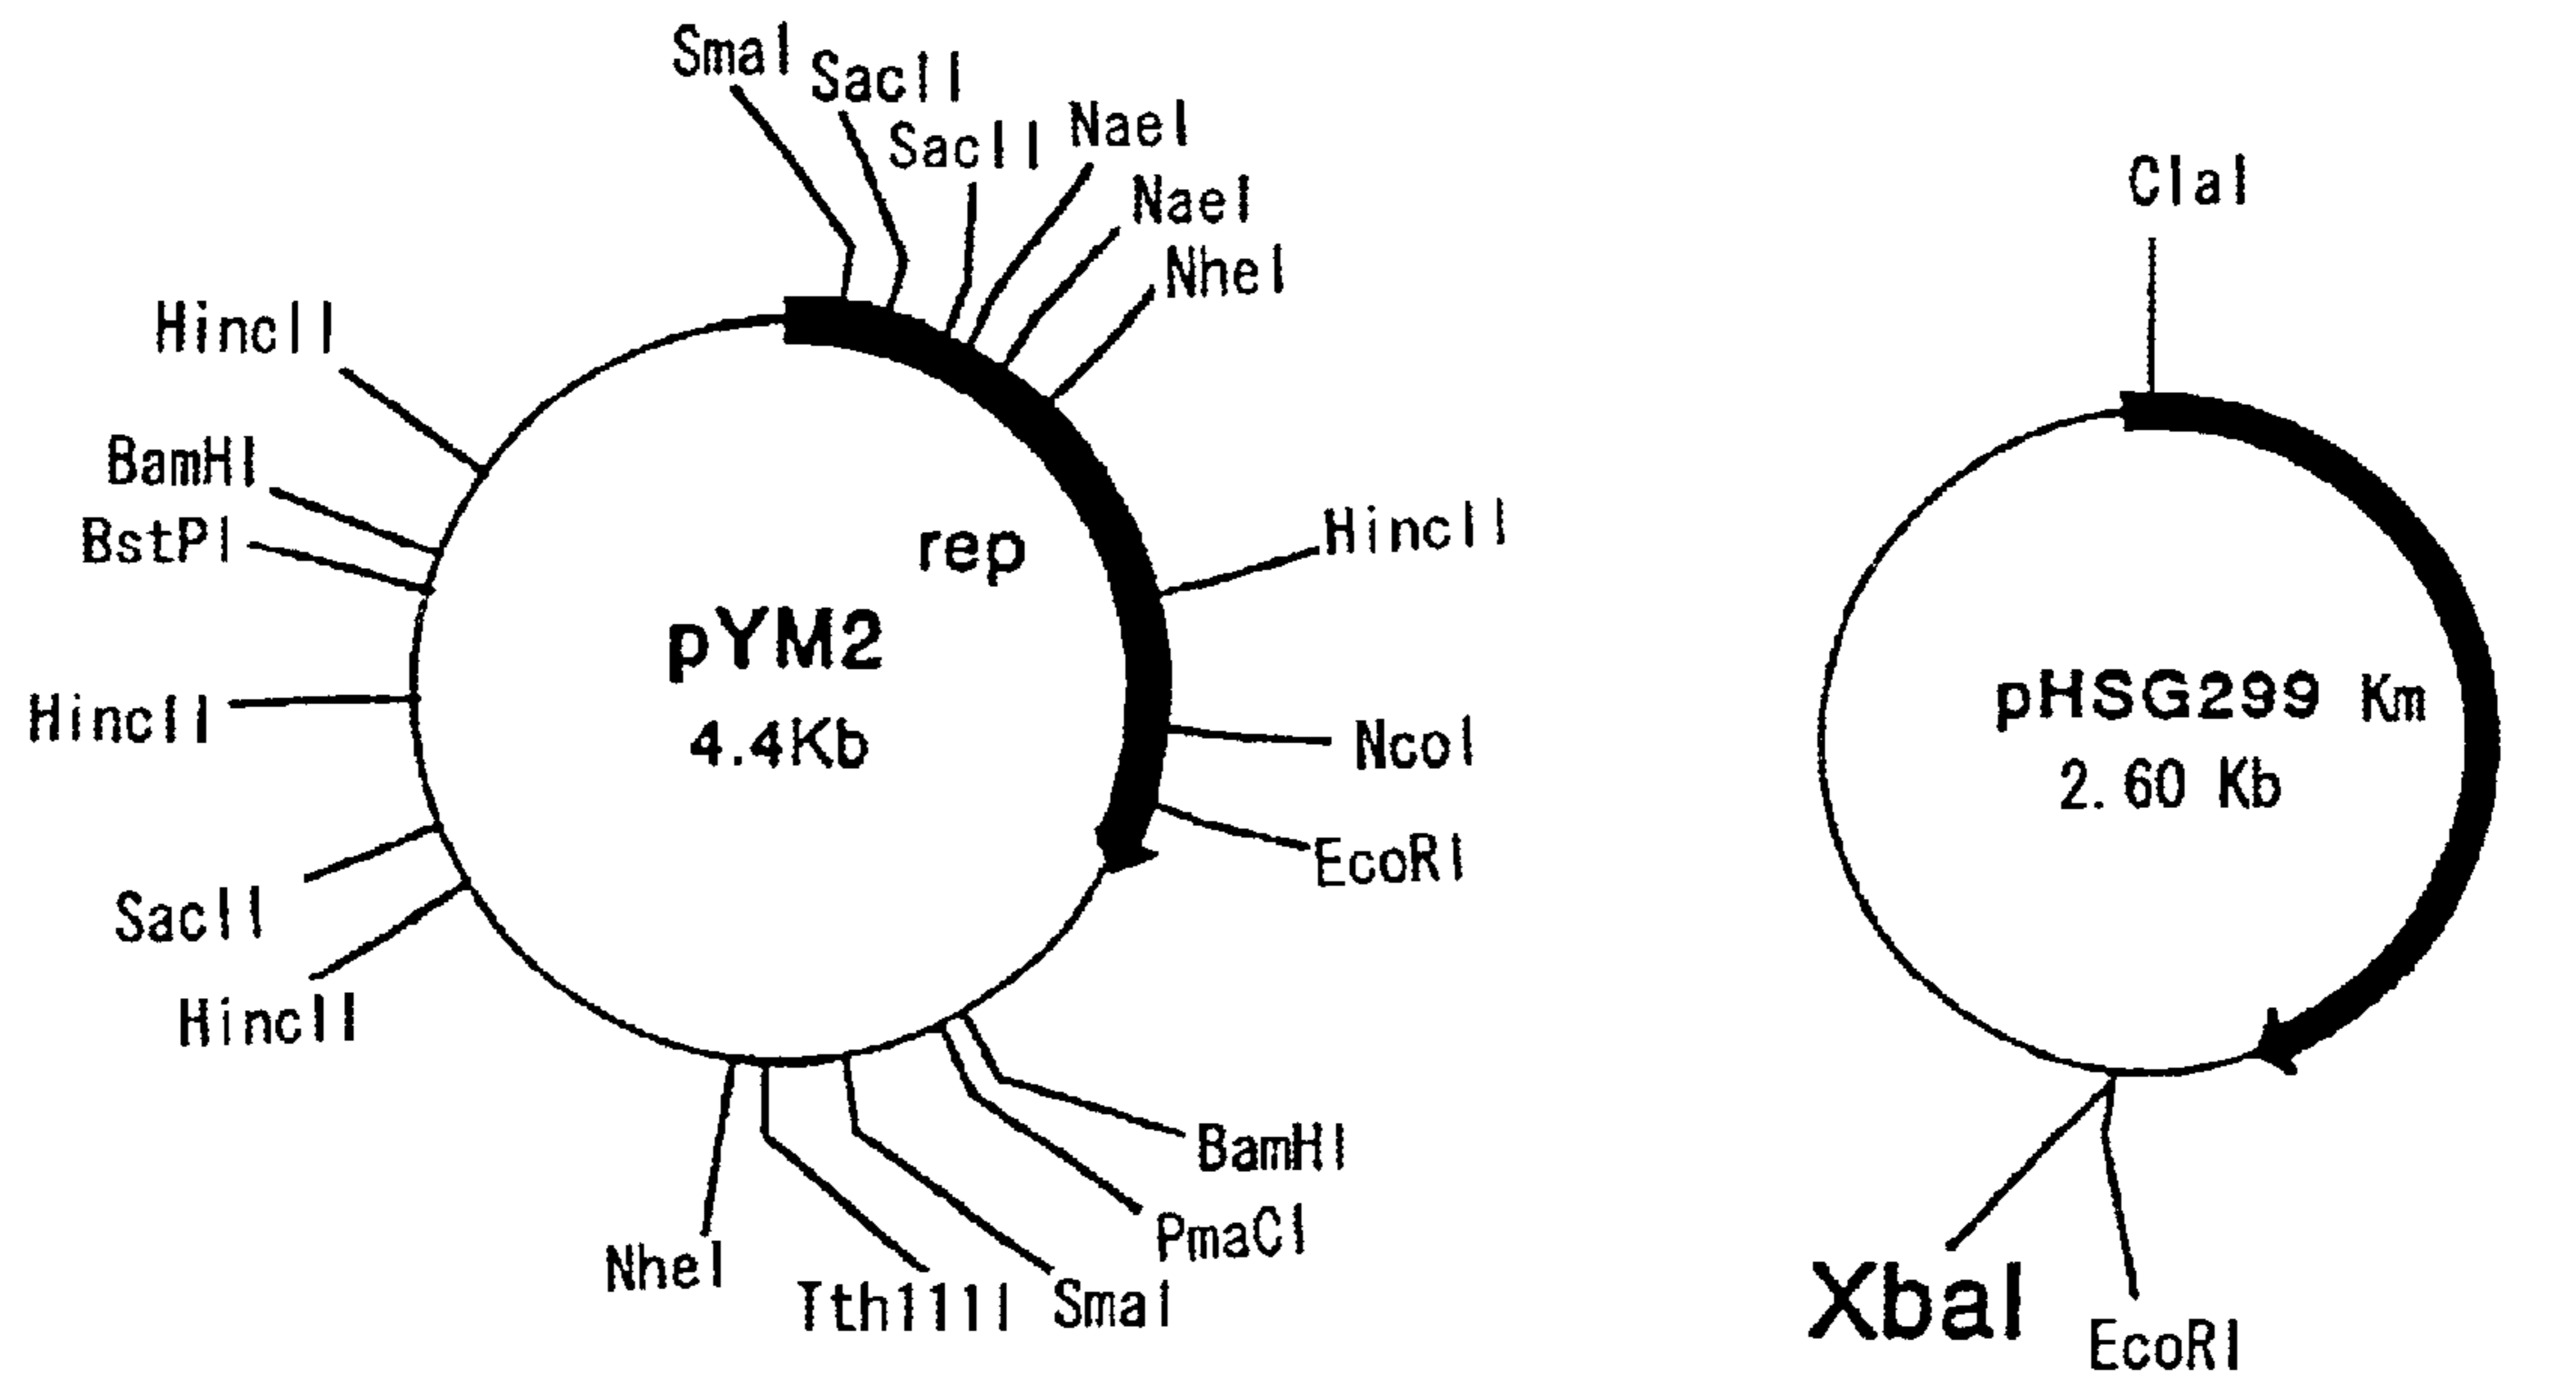 SmaI
SacII
SacII
NaeI
NaeI
NheI
HincII
BamHI
BstPI
HincII
SacII
HincII
rep
pYM2
4.4Kb
HincII
NcoI
EcoRI
BamHI
PmaCI
SmaI
Tth111I
NheI
ClaI
pHSG299 Km
2.60 Kb
XbaI
EcoRI